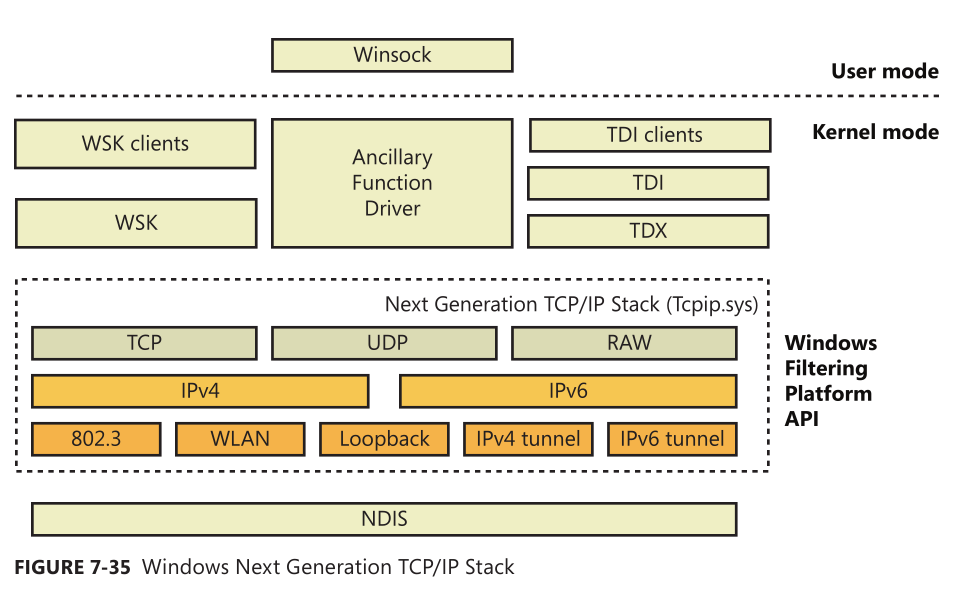 Winsock
User mode
Kernel mode
WSK clients
Ancillary
Function
Driver
TDI clients
TDI
WSK
TDX
Next Generation TCP/IP Stack (Tcpip.sys)
TCP
UDP
RAW
Windows
Filtering
Platform
API
IPv4
IPv6
802.3
WLAN
Loopback
IPv4 tunnel
IPv6 tunnel
NDIS
FIGURE 7-35 Windows Next Generation TCP/IP Stack